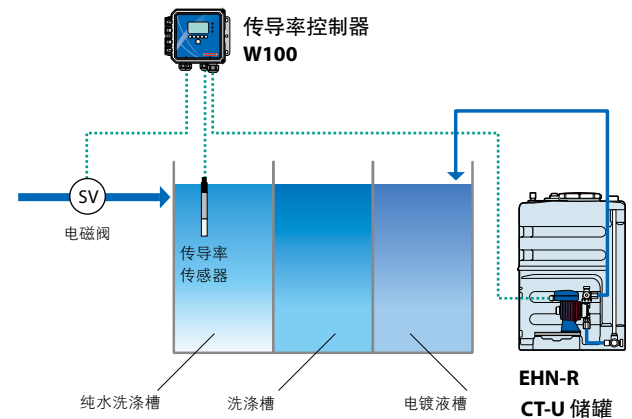 传导率控制器
W100
SV
电磁阀
传导率
传感器
纯水洗涤槽
洗涤槽
电镀液槽
EHN-R
CT-U 储罐